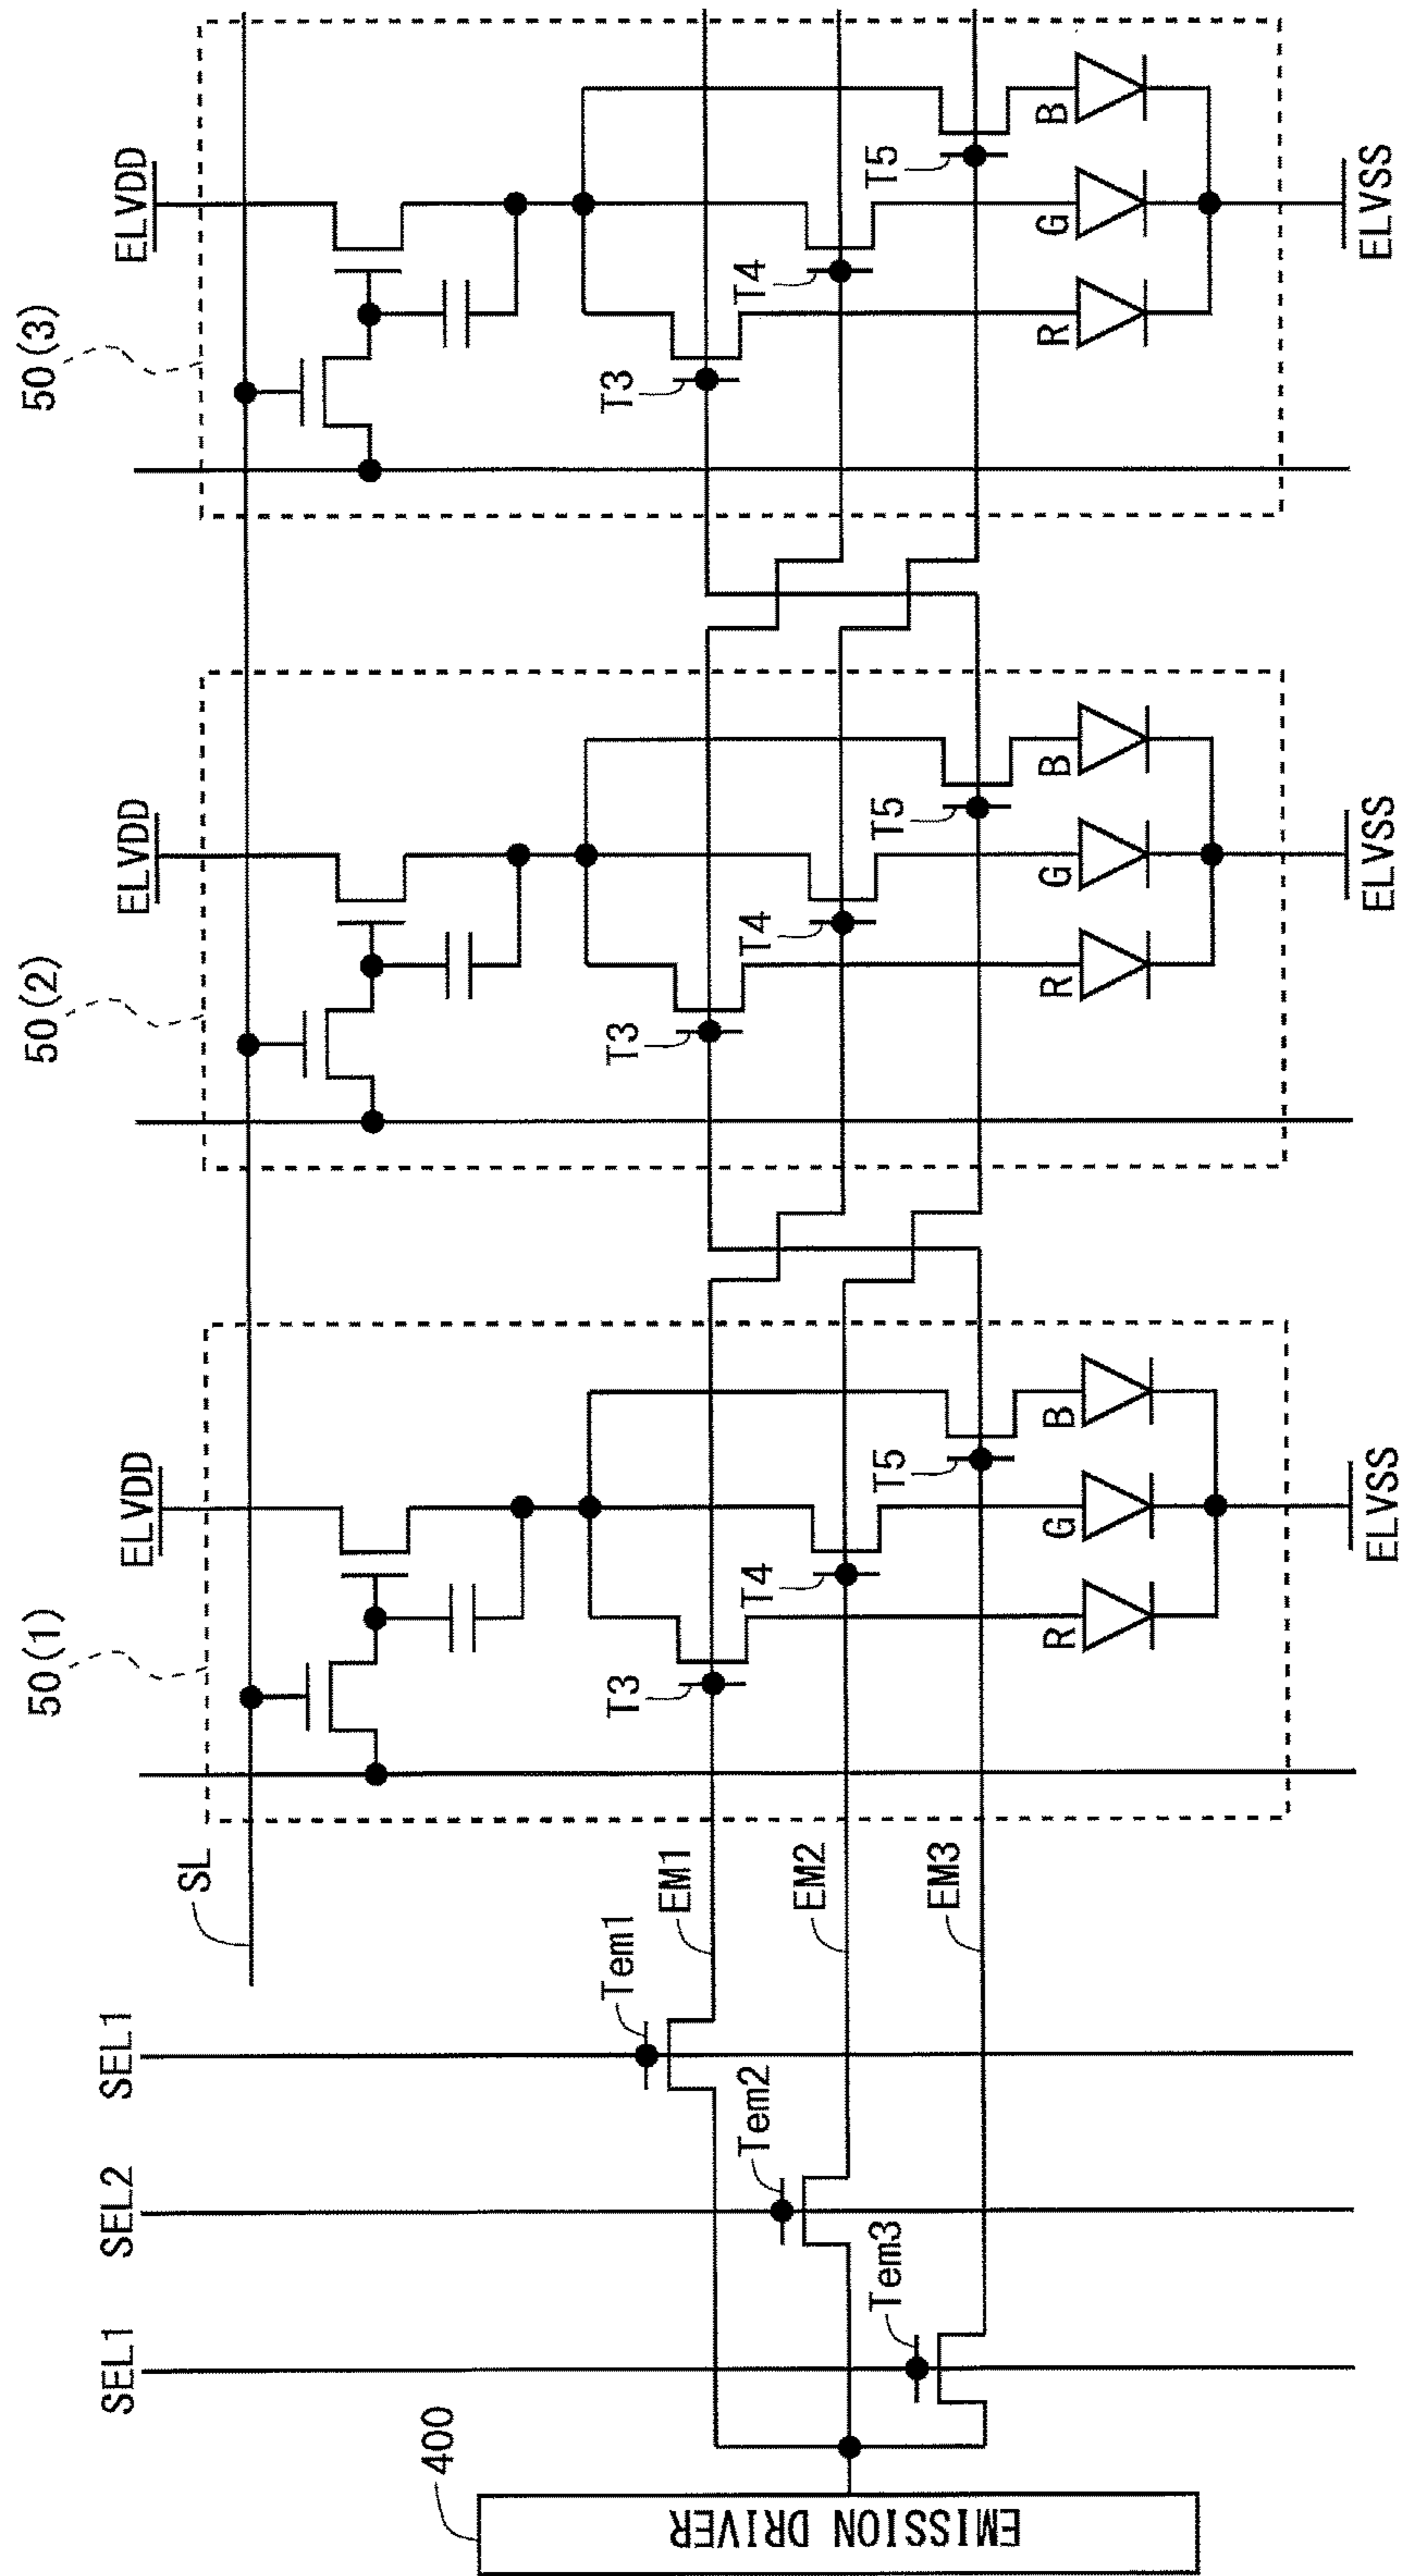 50(3)
ELVDD
T3
T4
T5
R
G
B
ELVSS
50(2)
ELVDD
T3
T4
T5
R
G
B
ELVSS
50(1)
ELVDD
T3
T4
T5
R
G
B
ELVSS
SL
EM1
EM2
EM3
SEL1
Tem1
SEL2
Tem2
SEL1
Tem3
400
EMISSION DRIVER